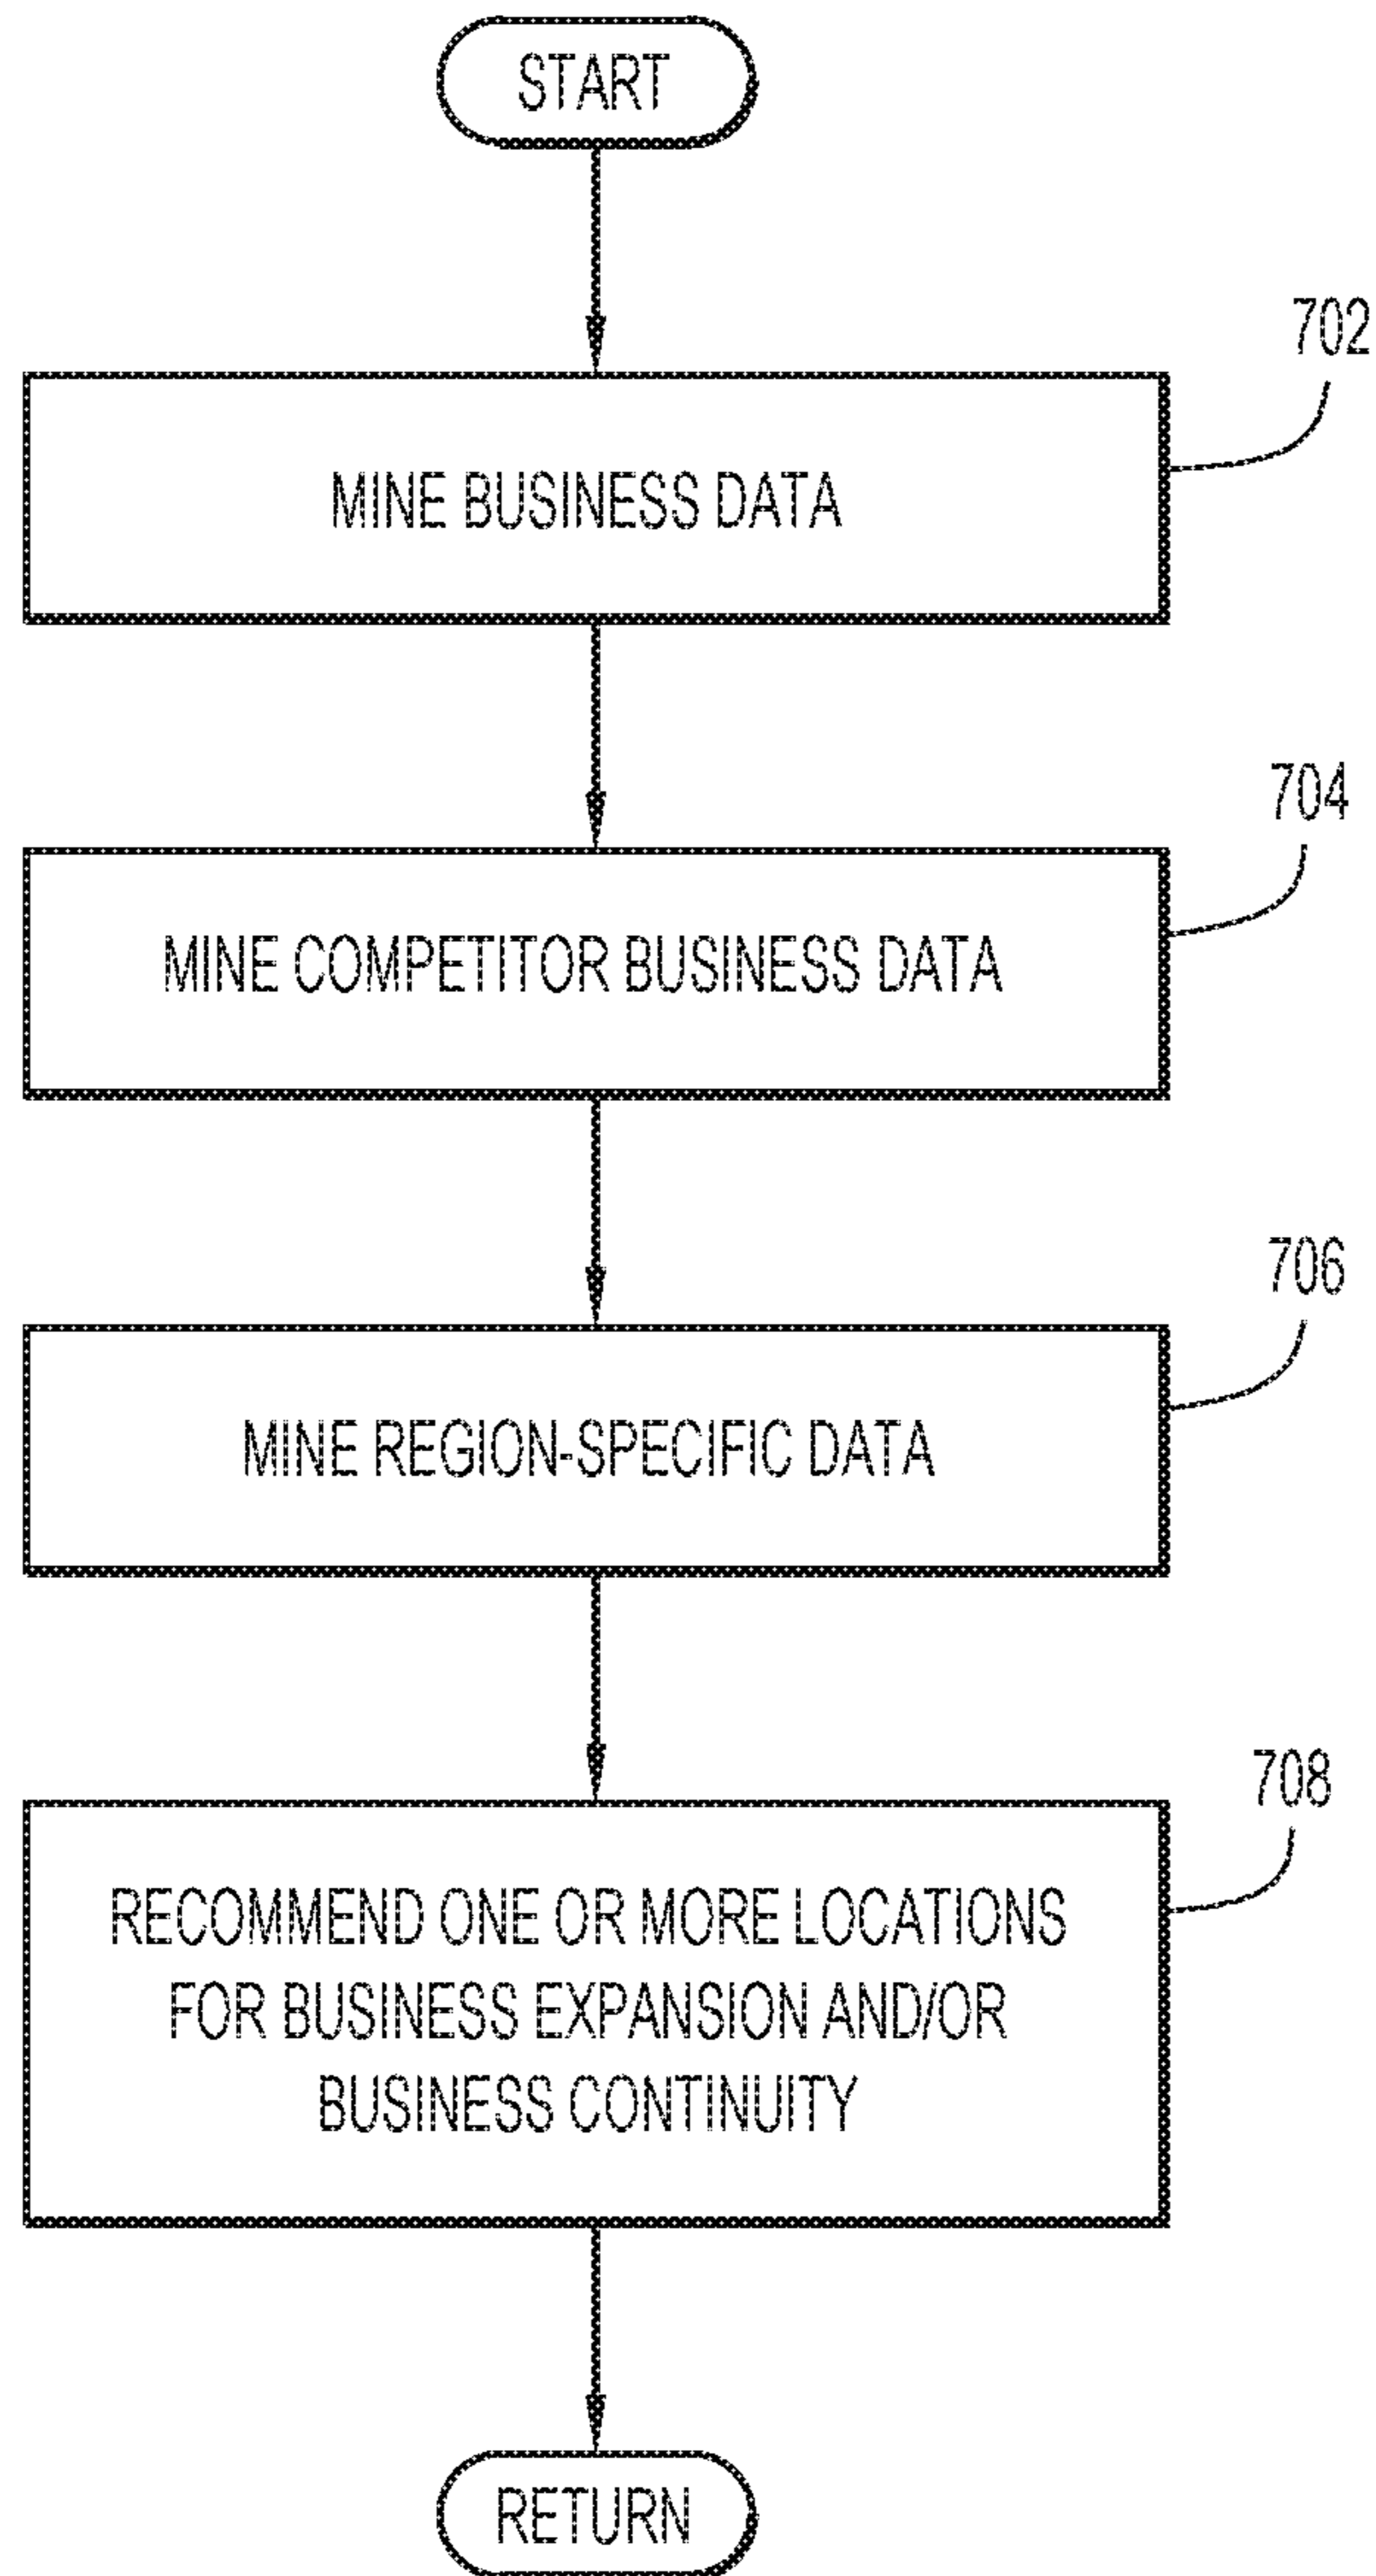 START
702
MINE BUSINESS DATA
704
MINE COMPETITOR BUSINESS DATA
706
MINE REGION-SPECIFIC DATA
708
RECOMMEND ONE OR MORE LOCATIONS
FOR BUSINESS EXPANSION AND/OR
BUSINESS CONTINUITY
RETURN